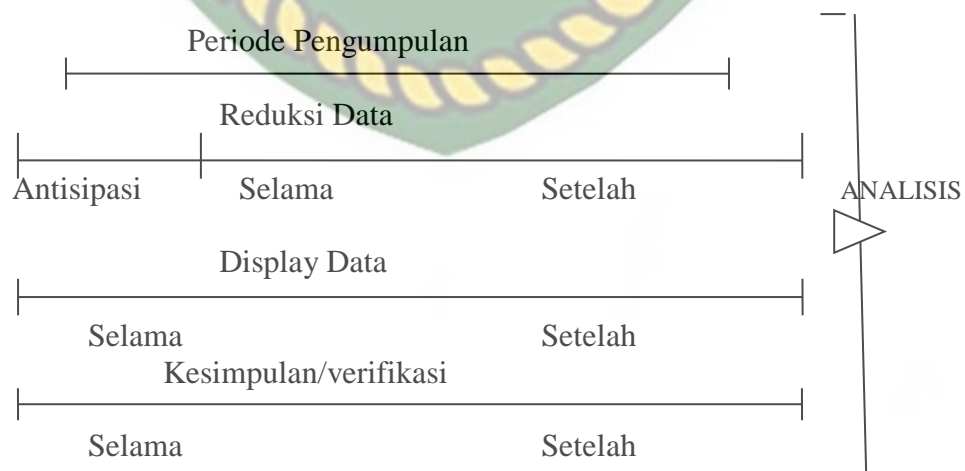 Periode Pengumpulan
Reduksi Data
Antisipasi Selama Setelah ANALISIS
Display Data
Selama Setelah
Kesimpulan/verifikasi
Selama Setelah